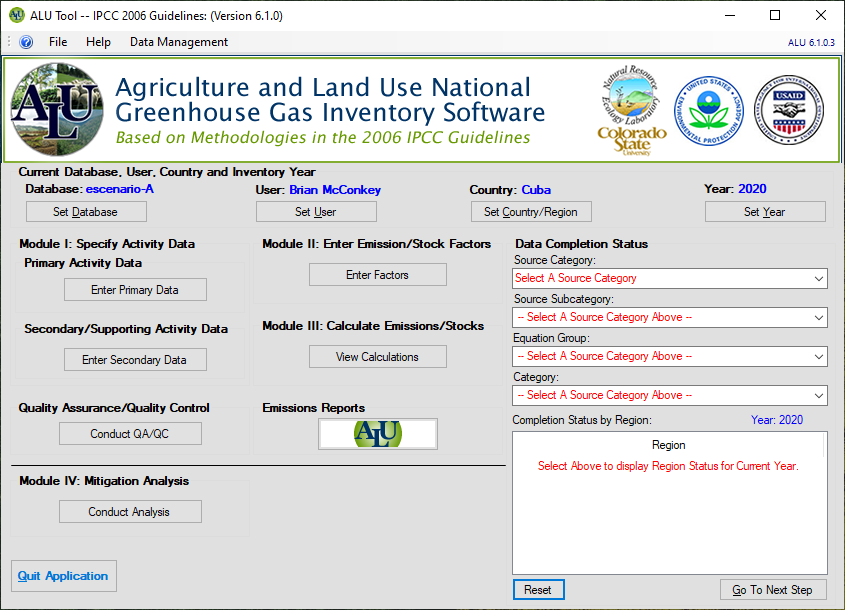 ALU Tool -- IPCC 2006 Guidelines: (Version 6.1.0)
File Help Data Management
ALU 6.1.0.3
ALU
Agriculture and Land Use National
Greenhouse Gas Inventory Software
Based on Methodologies in the 2006 IPCC Guidelines
Natural Resource
Ecology Laboratory
Colorado
State
University
UNITED STATES
ENVIRONMENTAL PROTECTION AGENCY
USAID
Current Database, User, Country and Inventory Year
Database: escenario-A
User: Brian McConkey
Country: Cuba
Year: 2020
Set Database
Set User
Set Country/Region
Set Year
Module I: Specify Activity Data
Primary Activity Data
Enter Primary Data
Secondary/Supporting Activity Data
Enter Secondary Data
Quality Assurance/Quality Control
Conduct QA/QC
Module II: Enter Emission/Stock Factors
Enter Factors
Module III: Calculate Emissions/Stocks
View Calculations
Emissions Reports
ALU
Module IV: Mitigation Analysis
Conduct Analysis
Quit Application
Data Completion Status
Source Category:
Select A Source Category
Source Subcategory:
-- Select A Source Category Above --
Equation Group:
-- Select A Source Category Above --
Category:
-- Select A Source Category Above --
Completion Status by Region:
Year: 2020
Region
Select Above to display Region Status for Current Year.
Reset
Go To Next Step